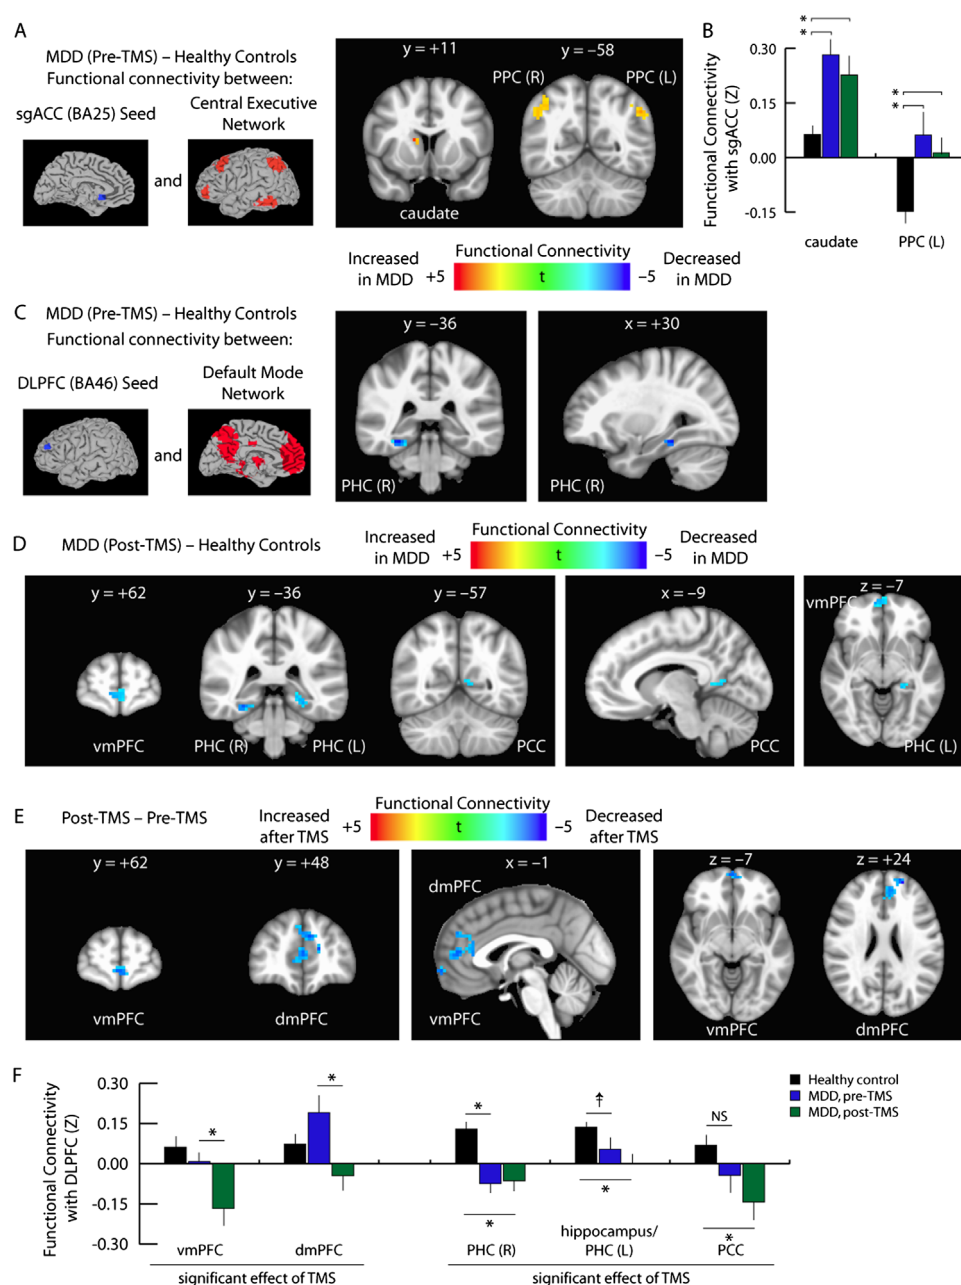 A
MDD (Pre-TMS) – Healthy Controls
Functional connectivity between:
sgACC (BA25) Seed
and
Central Executive
Network
y = +11
y = –58
PPC (R)
PPC (L)
caudate
B
Functional Connectivity
with sgACC (Z)
0.30
0.15
0.00
-0.15
*
*
*
*
caudate
PPC (L)
Increased
in MDD
+5
Functional Connectivity
t
–5
Decreased
in MDD
C
MDD (Pre-TMS) – Healthy Controls
Functional connectivity between:
DLPFC (BA46) Seed
and
Default Mode
Network
y = –36
x = +30
PHC (R)
PHC (R)
D
MDD (Post-TMS) – Healthy Controls
Increased
in MDD
+5
Functional Connectivity
t
–5
Decreased
in MDD
y = +62
y = –36
y = –57
x = –9
z = –7
vmPFC
vmPFC
PHC (R)
PHC (L)
PCC
PCC
PHC (L)
E
Post-TMS – Pre-TMS
Increased
after TMS
+5
Functional Connectivity
t
–5
Decreased
after TMS
y = +62
y = +48
x = –1
z = –7
z = +24
dmPFC
vmPFC
dmPFC
vmPFC
vmPFC
dmPFC
F
Functional Connectivity
with DLPFC (Z)
0.30
0.15
0.00
-0.15
-0.30
*
*
*
*
‡
*
NS
*
Healthy control
MDD, pre-TMS
MDD, post-TMS
vmPFC
dmPFC
PHC (R)
hippocampus/
PHC (L)
PCC
significant effect of TMS
significant effect of TMS